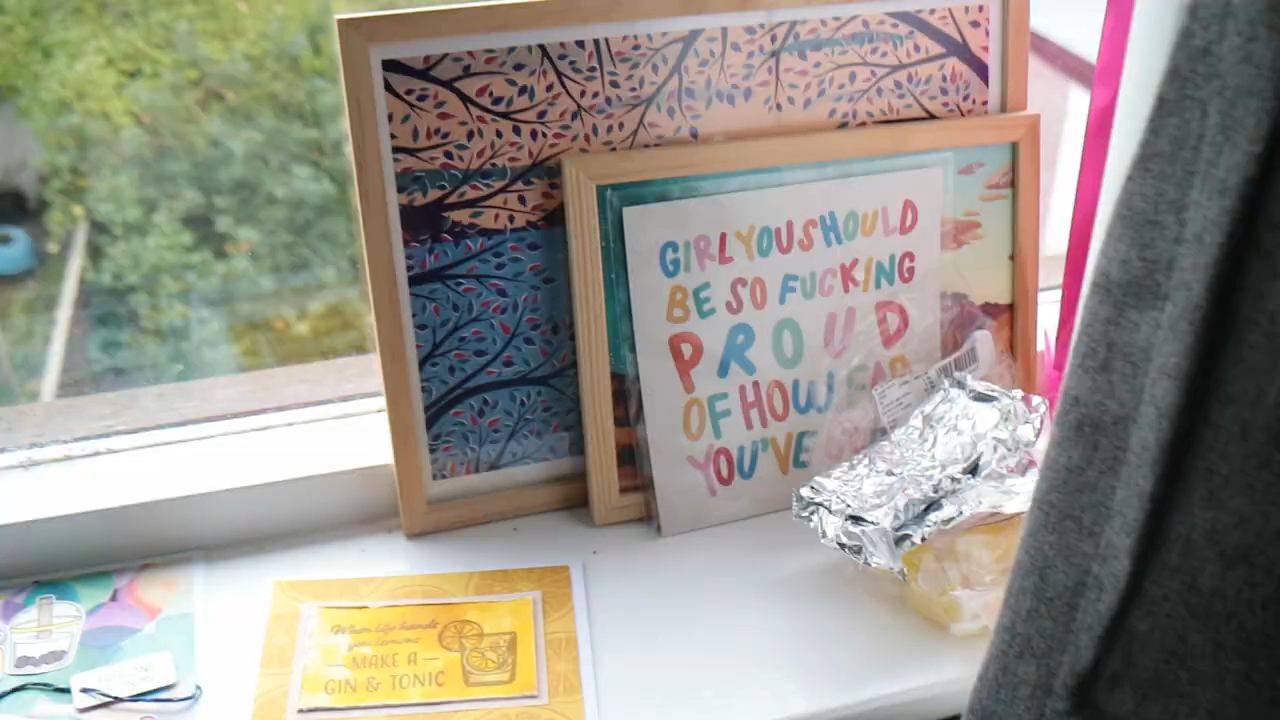 GIRL YOU SHOULD
BE SO FUCKING
PROUD
OF HOW FAR
YOU'VE
When life hands
you lemons
MAKE A
GIN & TONIC